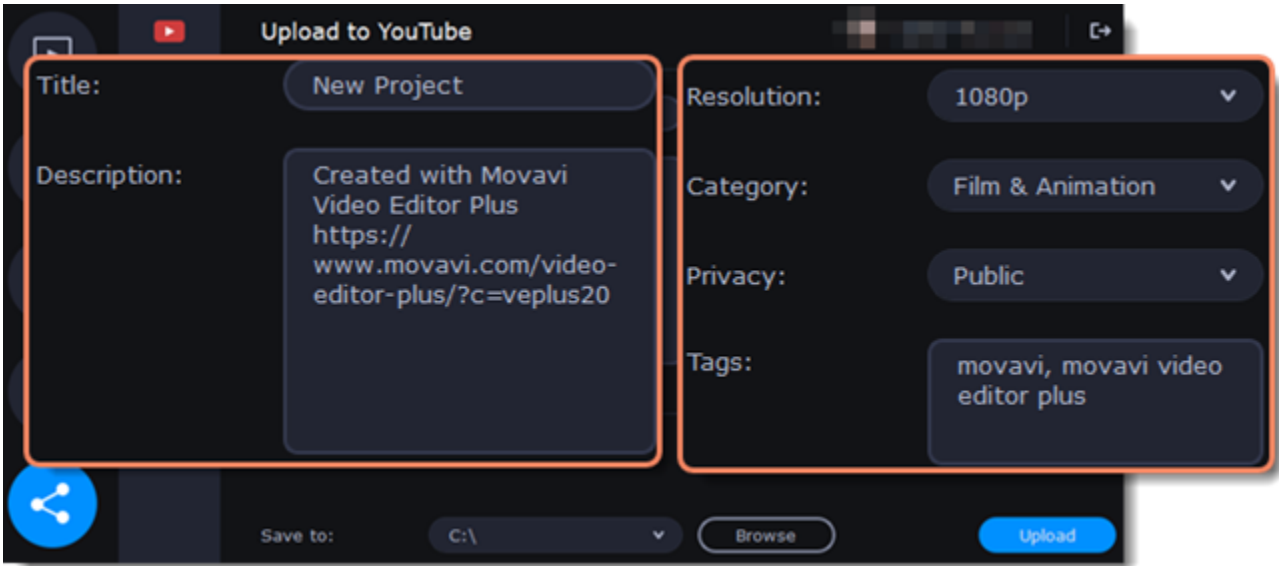 Upload to YouTube
Title:
New Project
Description:
Created with Movavi
Video Editor Plus
https://
www.movavi.com/video-
editor-plus/?c=veplus20
Resolution:
1080p
Category:
Film & Animation
Privacy:
Public
Tags:
movavi, movavi video
editor plus
Save to:
C:\
Browse
Upload